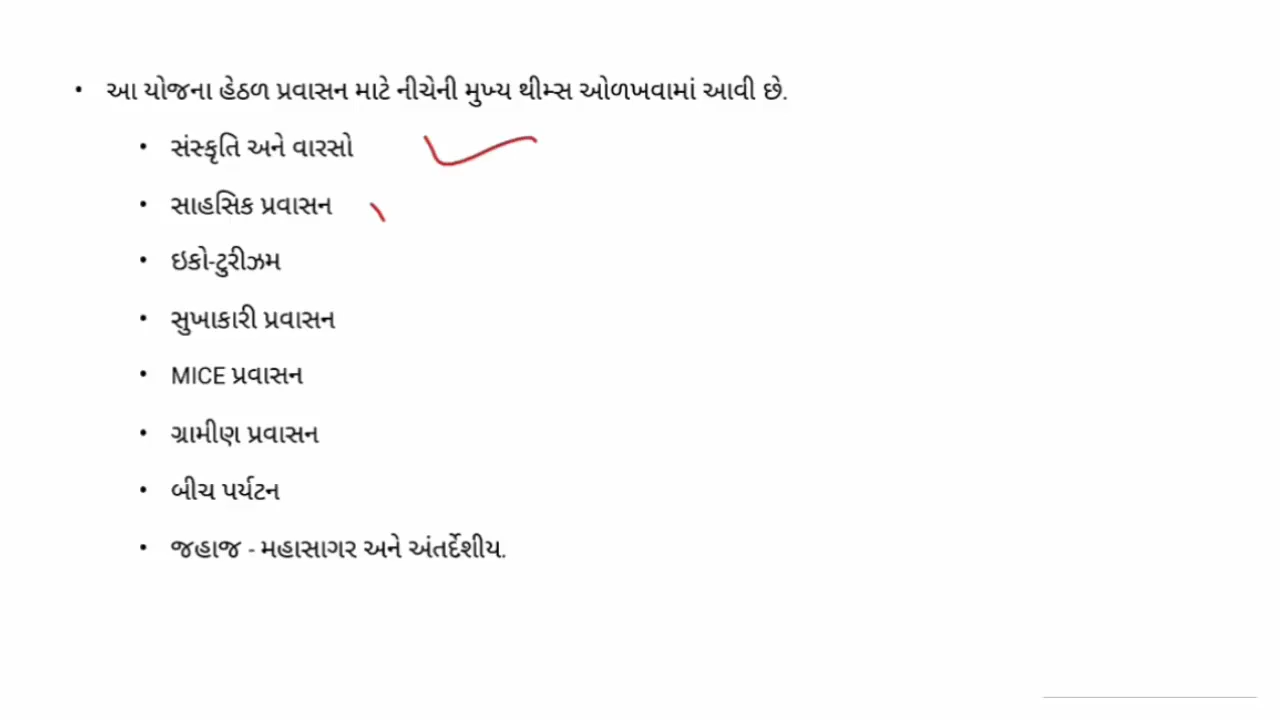 • આ યોજના હેઠળ પ્રવાસન માટે નીચેની મુખ્ય થીમ્સ ઓળખવામાં આવી છે.
• સંસ્કૃતિ અને વારસો
• સાહસિક પ્રવાસન
• ઇકો-ટુરીઝમ
• સુખાકારી પ્રવાસન
• MICE પ્રવાસન
• ગ્રામીણ પ્રવાસન
• બીચ પર્યટન
• જહાજ - મહાસાગર અને અંતર્દેશીય.